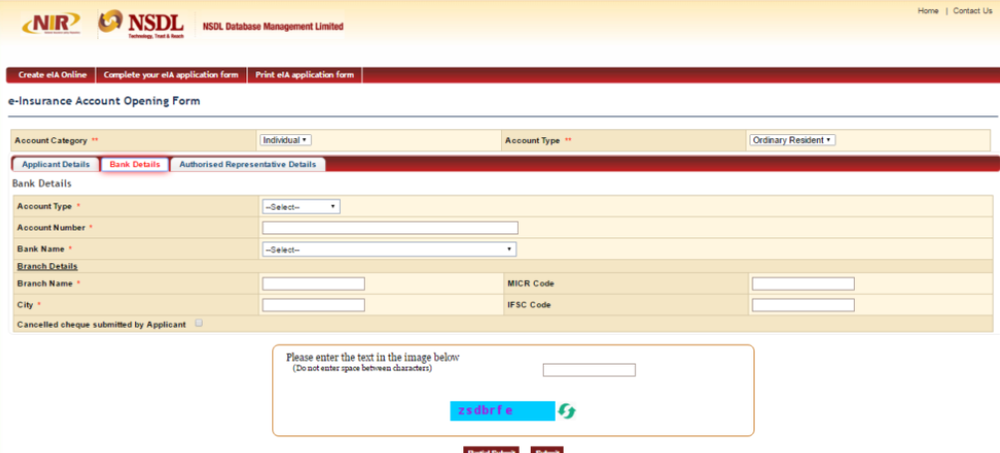 Home | Contact Us
NIR NSDL NSDL Database Management Limited
Technology, Trust & Reach
Create eIA Online Complete your eIA application form Print eIA application form
e-Insurance Account Opening Form
Account Category ** Individual Account Type ** Ordinary Resident
Applicant Details Bank Details Authorised Representative Details
Bank Details
Account Type * --Select--
Account Number *
Bank Name * --Select--
Branch Details
Branch Name * MICR Code
City * IFSC Code
Cancelled cheque submitted by Applicant
Please enter the text in the image below
(Do not enter space between characters)
zsdbrfe